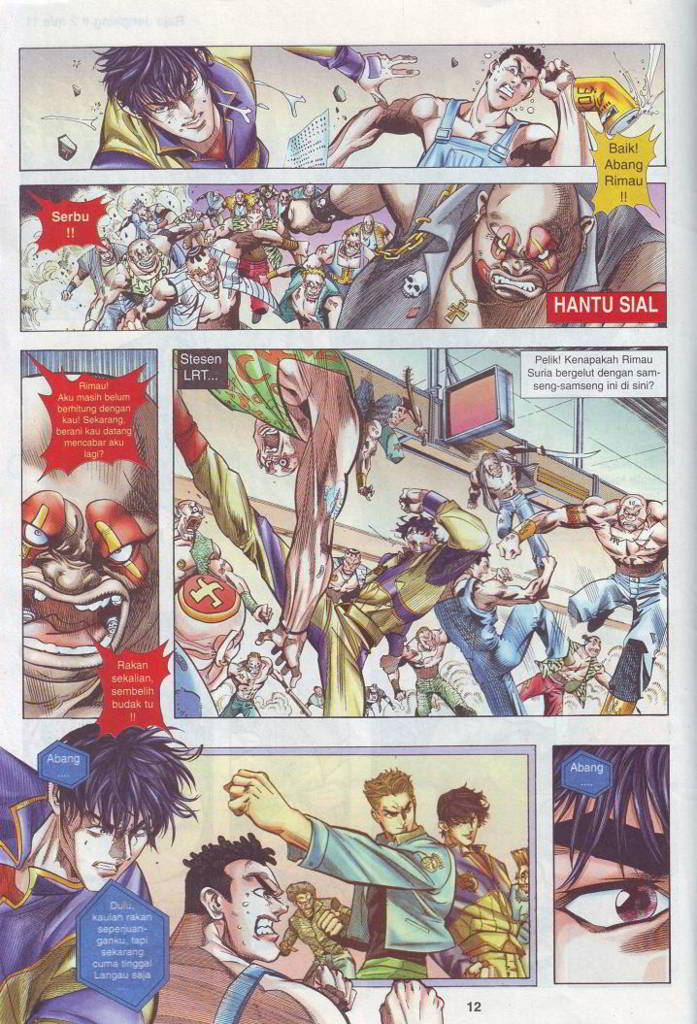 Baik!
Abang
Rimau
!!
Serbu
!!
HANTU SIAL
Rimau!
Aku masih belum
berhitung dengan
kau! Sekarang,
berani kau datang
mencabar aku
lagi?
Rakan
sekalian,
sembelih
budak tu
!!
Stesen
LRT...
Pelik! Kenapakah Rimau
Suria bergelut dengan sam-
seng-samseng ini di sini?
Abang
....
Dulu,
kaulah rakan
seperjuan-
ganku, tapi
sekarang
cuma tinggal
Langau saja
Abang
....
12